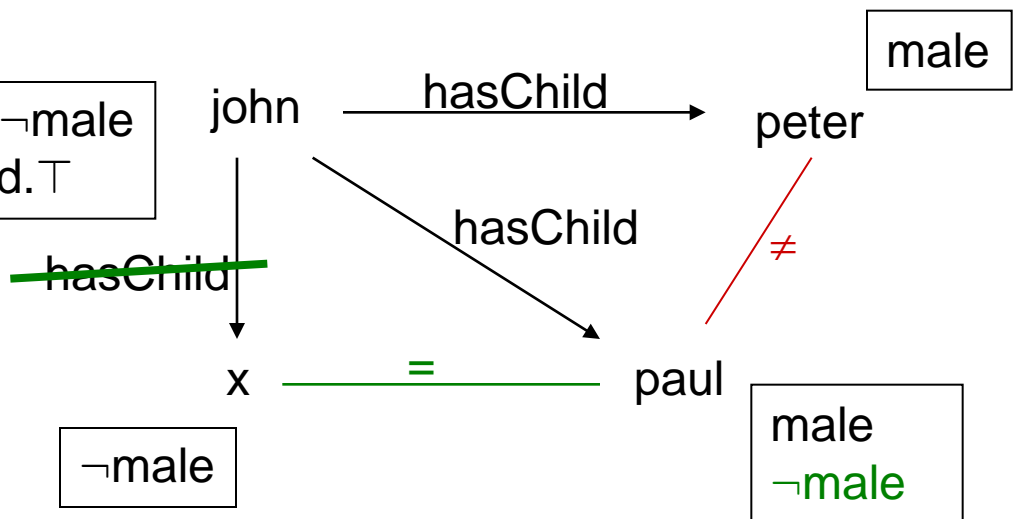 male
john
hasChild
peter
¬male
d.⊤
hasChild
≠
hasChild
x
=
paul
¬male
male
¬male